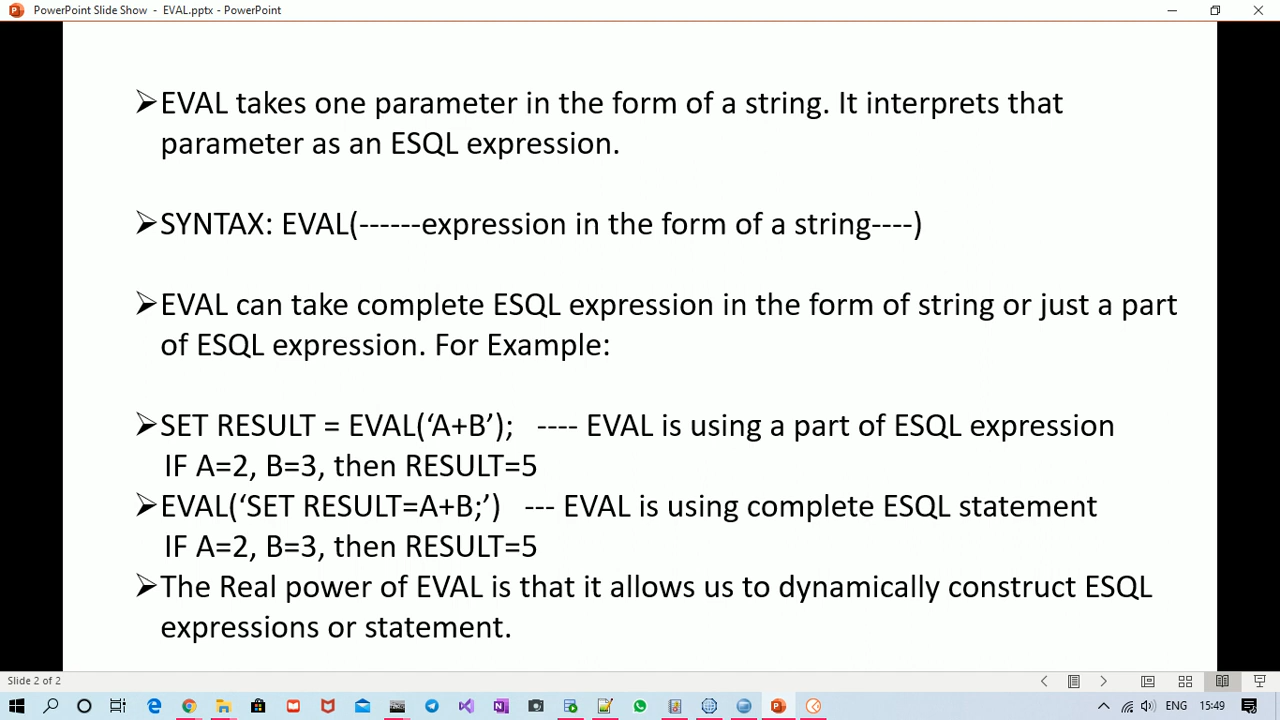 PowerPoint Slide Show - EVAL.pptx - PowerPoint
➢EVAL takes one parameter in the form of a string. It interprets that
parameter as an ESQL expression.
➢SYNTAX: EVAL(------expression in the form of a string----)
➢EVAL can take complete ESQL expression in the form of string or just a part
of ESQL expression. For Example:
➢SET RESULT = EVAL(‘A+B’); ---- EVAL is using a part of ESQL expression
IF A=2, B=3, then RESULT=5
➢EVAL(‘SET RESULT=A+B;’) --- EVAL is using complete ESQL statement
IF A=2, B=3, then RESULT=5
➢The Real power of EVAL is that it allows us to dynamically construct ESQL
expressions or statement.
Slide 2 of 2
ENG 15:49